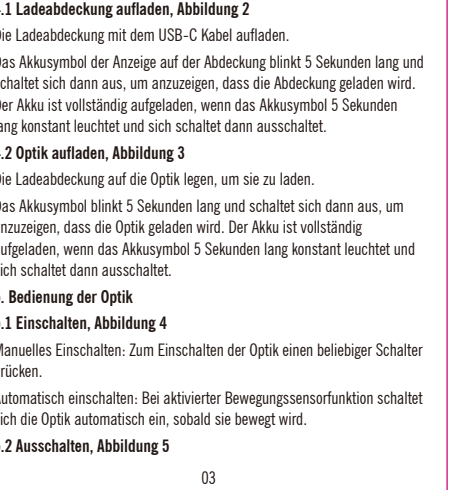 .1 Ladeabdeckung aufladen, Abbildung 2
Die Ladeabdeckung mit dem USB-C Kabel aufladen.
Das Akkusymbol der Anzeige auf der Abdeckung blinkt 5 Sekunden lang und
schaltet sich dann aus, um anzuzeigen, dass die Abdeckung geladen wird.
Der Akku ist vollständig aufgeladen, wenn das Akkusymbol 5 Sekunden
lang konstant leuchtet und sich schaltet dann ausschaltet.
.2 Optik aufladen, Abbildung 3
Die Ladeabdeckung auf die Optik legen, um sie zu laden.
Das Akkusymbol blinkt 5 Sekunden lang und schaltet sich dann aus, um
anzuzeigen, dass die Optik geladen wird. Der Akku ist vollständig
aufgeladen, wenn das Akkusymbol 5 Sekunden lang konstant leuchtet und
sich schaltet dann ausschaltet.
. Bedienung der Optik
.1 Einschalten, Abbildung 4
Manuelles Einschalten: Zum Einschalten der Optik einen beliebiger Schalter
drücken.
Automatisch einschalten: Bei aktivierter Bewegungssensorfunktion schaltet
sich die Optik automatisch ein, sobald sie bewegt wird.
.2 Ausschalten, Abbildung 5
03